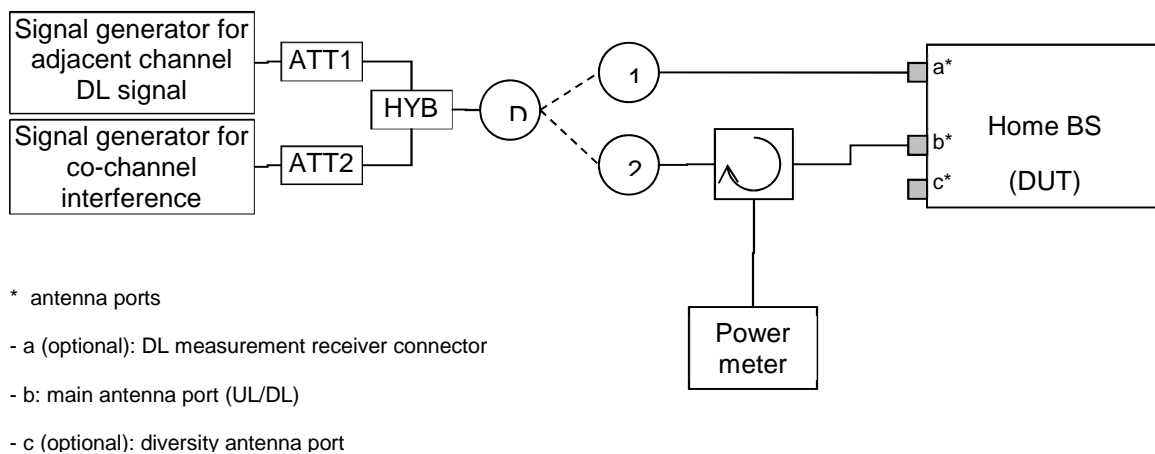 Signal generator for
adjacent channel
DL signal
ATT1
HYB
Signal generator for
co-channel
interference
ATT2
D
1
2
a*
b*
c*
Home BS
(DUT)
Power
meter
* antenna ports
- a (optional): DL measurement receiver connector
- b: main antenna port (UL/DL)
- c (optional): diversity antenna port